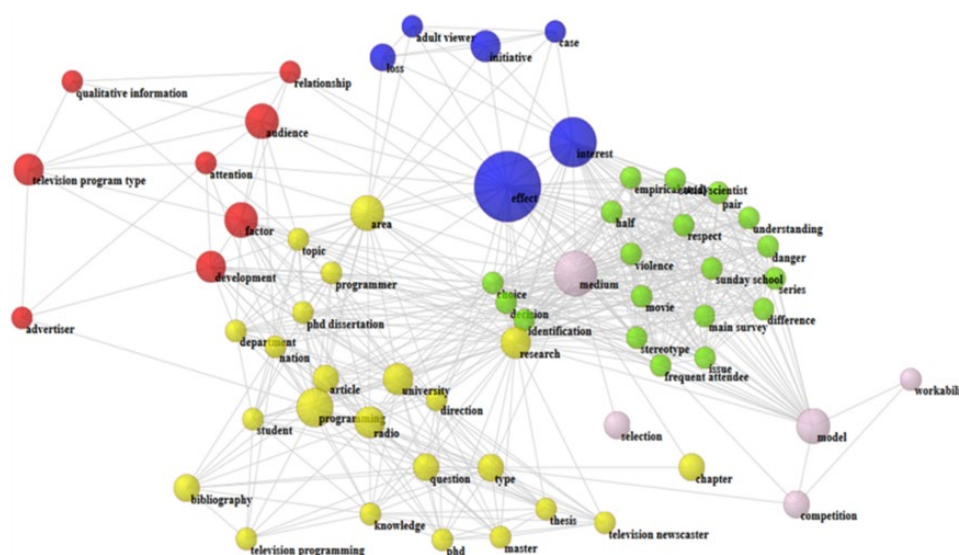 adult viewer
case
initiative
loss
relationship
qualitative information
audience
interest
television program type
attention
effect
empirical
scientist
pair
area
half
understanding
factor
respect
topic
danger
violence
sunday school
development
programmer
medium
series
choice
movie
decision
phd dissertation
difference
advertiser
main survey
identification
department
stereotype
research
nation
issue
frequent attendee
article
university
workabili
direction
programming
student
radio
selection
model
question
type
chapter
bibliography
thesis
competition
knowledge
television newscaster
television programming
phd
master